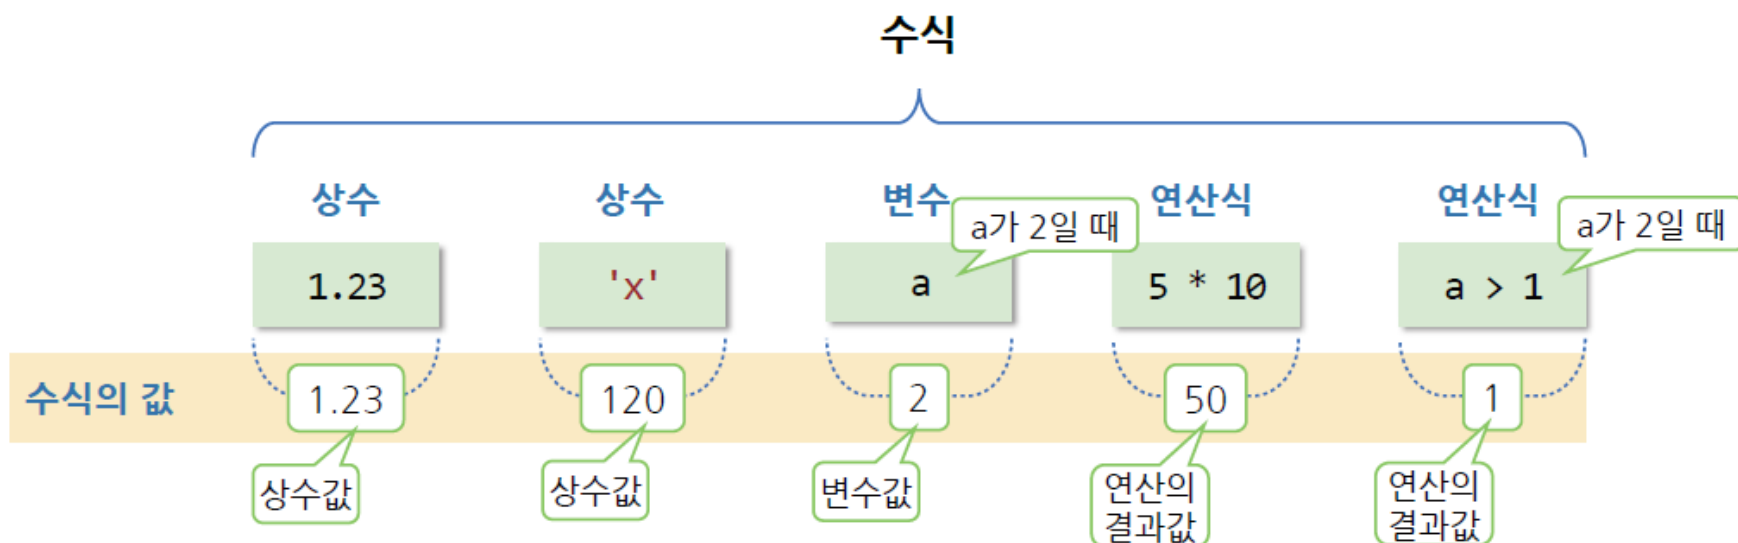 수식
상수
상수
변수
연산식
연산식
a가 2일 때
a가 2일 때
1.23
'x'
a
5 * 10
a > 1
수식의 값
1.23
120
2
50
1
상수값
상수값
변수값
연산의
결과값
연산의
결과값